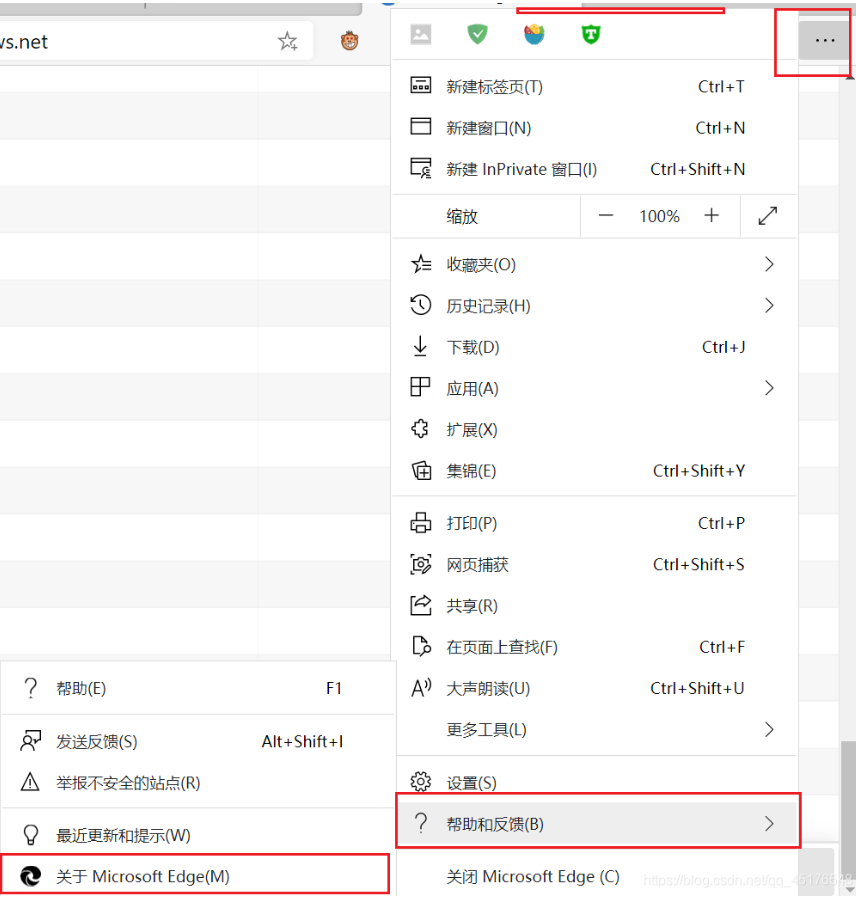 ws.net
新建标签页(T) Ctrl+T
新建窗口(N) Ctrl+N
新建 InPrivate 窗口(I) Ctrl+Shift+N
缩放 — 100% +
收藏夹(O)
历史记录(H)
下载(D) Ctrl+J
应用(A)
扩展(X)
集锦(E) Ctrl+Shift+Y
打印(P) Ctrl+P
网页捕获 Ctrl+Shift+S
共享(R)
在页面上查找(F) Ctrl+F
大声朗读(U) Ctrl+Shift+U
更多工具(L)
设置(S)
帮助和反馈(B)
关闭 Microsoft Edge (C)
帮助(E) F1
发送反馈(S) Alt+Shift+I
举报不安全的站点(R)
最近更新和提示(W)
关于 Microsoft Edge(M)
https://blog.csdn.net/qq_45176548